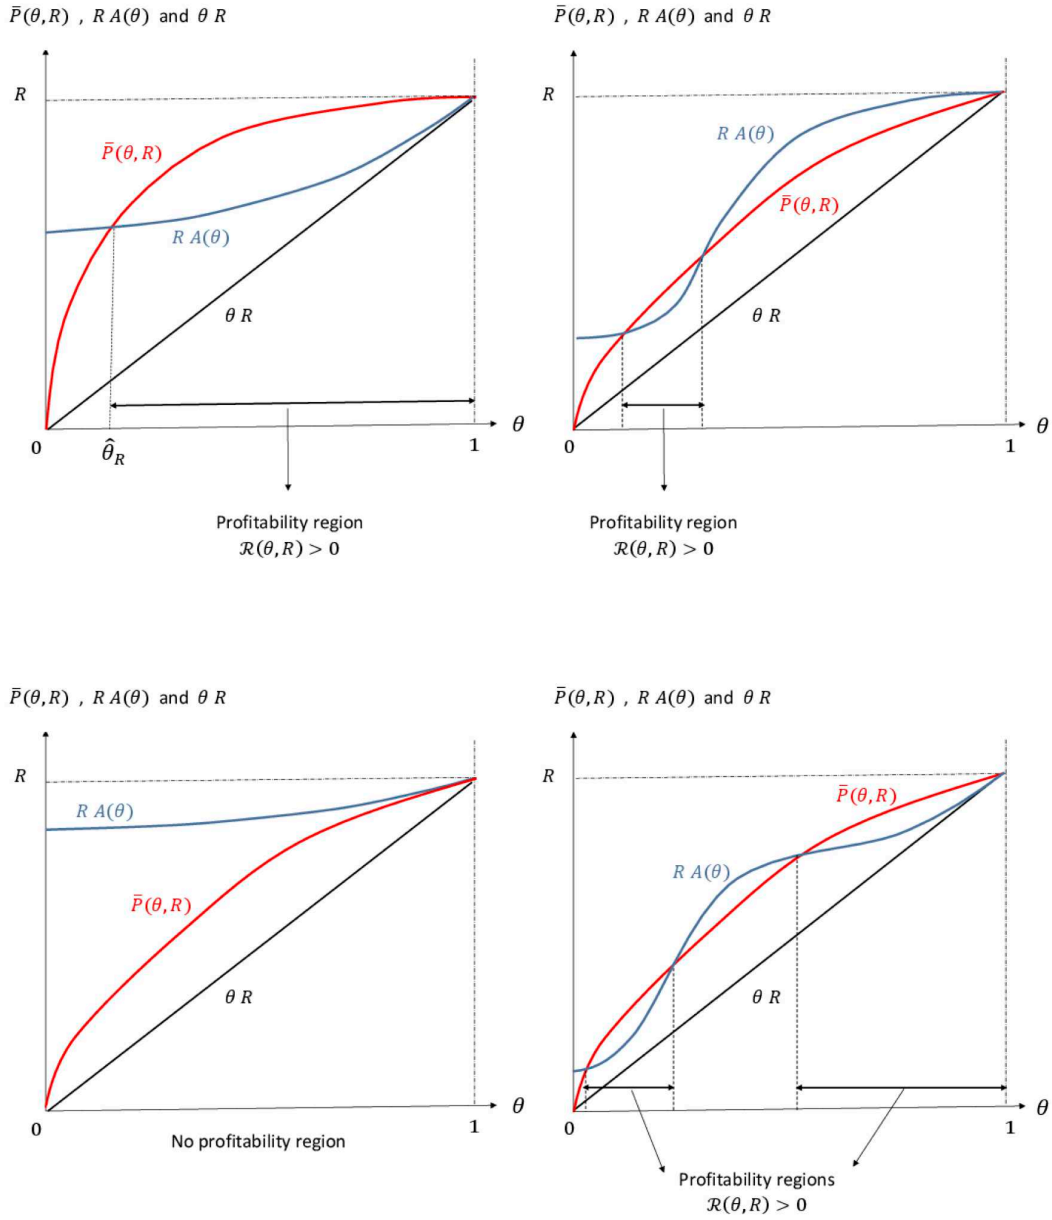 P̄(θ,R) , R A(θ) and θ R
R
P̄(θ,R)
R A(θ)
θ R
0
θ̂_R
1
θ
Profitability region
ℛ(θ,R) > 0
P̄(θ,R) , R A(θ) and θ R
R
R A(θ)
P̄(θ,R)
θ R
0
1
θ
Profitability region
ℛ(θ,R) > 0
P̄(θ,R) , R A(θ) and θ R
R
R A(θ)
P̄(θ,R)
θ R
0
1
θ
No profitability region
P̄(θ,R) , R A(θ) and θ R
R
P̄(θ,R)
R A(θ)
θ R
0
1
θ
Profitability regions
ℛ(θ,R) > 0